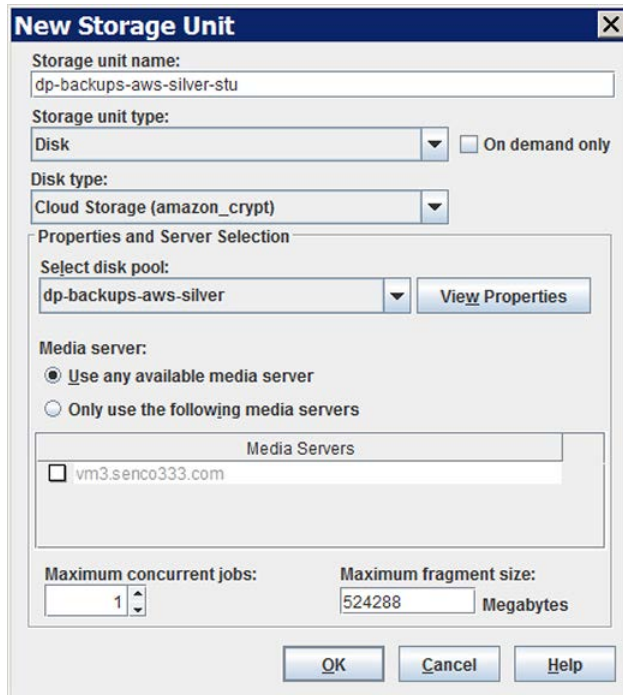 New Storage Unit
Storage unit name:
dp-backups-aws-silver-stu
Storage unit type:
Disk
On demand only
Disk type:
Cloud Storage (amazon_crypt)
Properties and Server Selection
Select disk pool:
dp-backups-aws-silver
View Properties
Media server:
Use any available media server
Only use the following media servers
Media Servers
vm3.senco333.com
Maximum concurrent jobs:
Maximum fragment size:
1
524288
Megabytes
OK
Cancel
Help